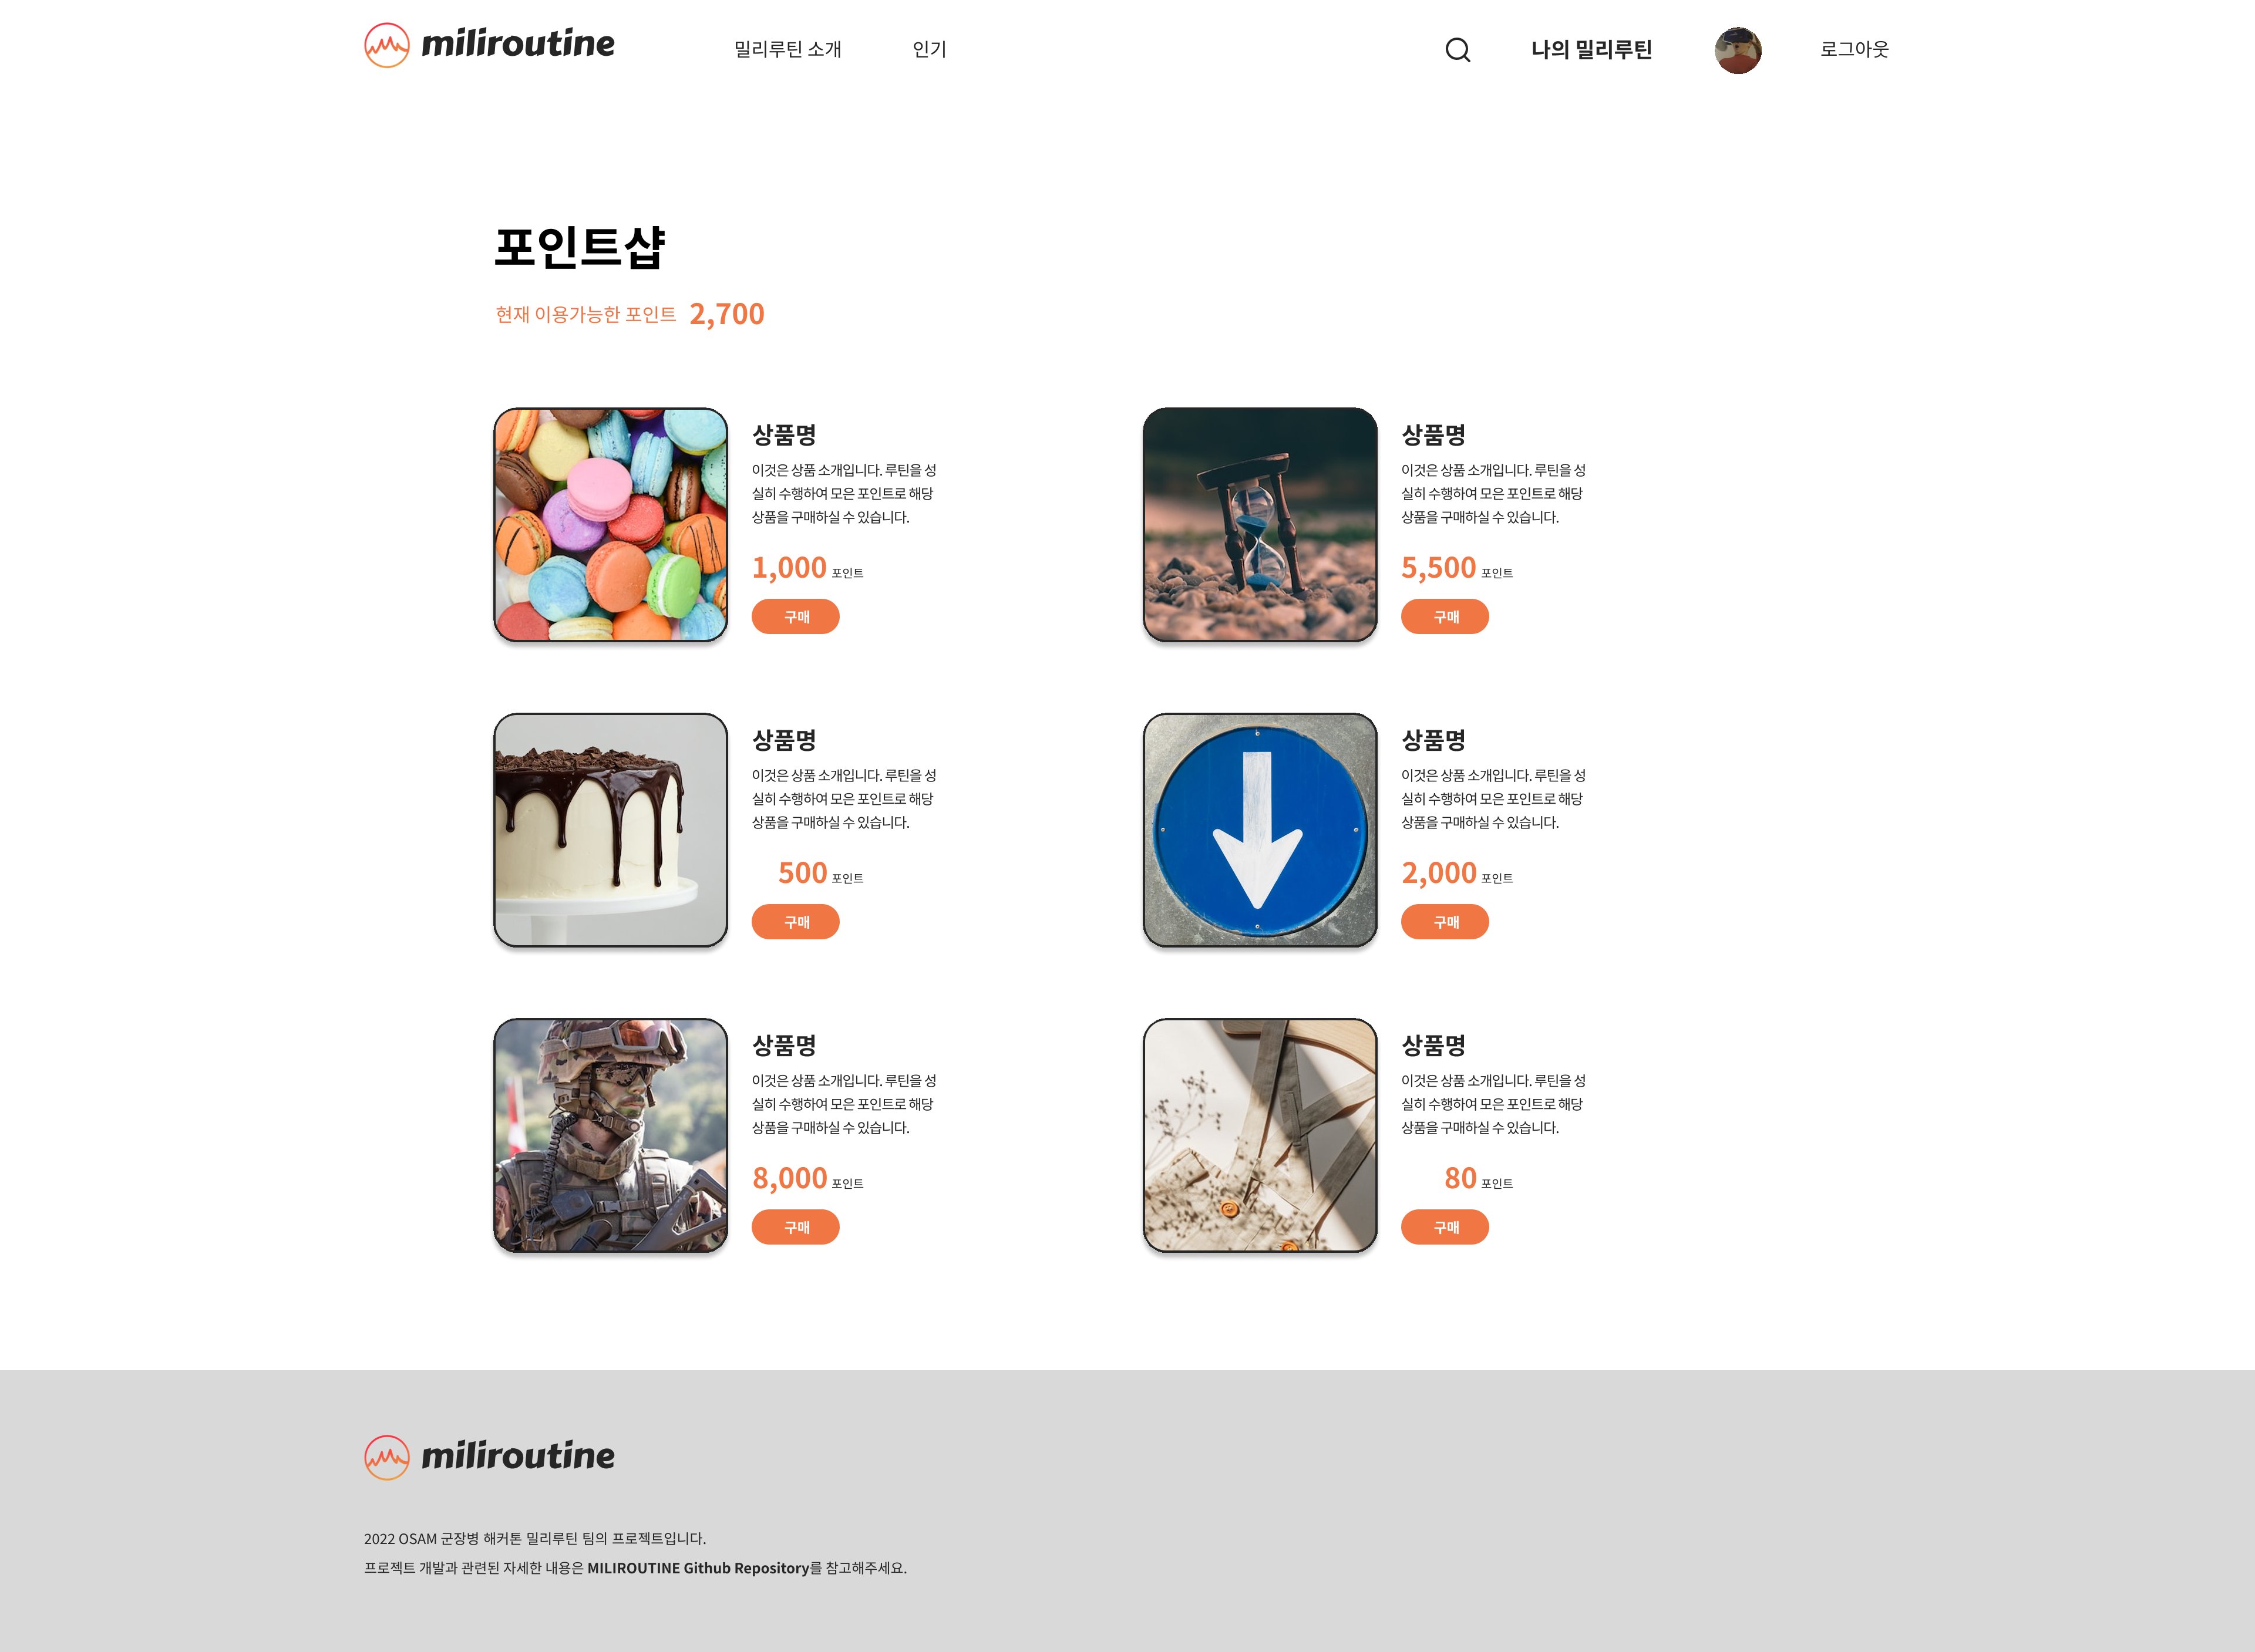 miliroutine 밀리루틴 소개 인기 나의 밀리루틴 로그아웃
포인트샵
현재 이용가능한 포인트 2,700
상품명
이것은 상품 소개입니다. 루틴을 성
실히 수행하여 모은 포인트로 해당
상품을 구매하실 수 있습니다.
1,000 포인트
구매
상품명
이것은 상품 소개입니다. 루틴을 성
실히 수행하여 모은 포인트로 해당
상품을 구매하실 수 있습니다.
5,500 포인트
구매
상품명
이것은 상품 소개입니다. 루틴을 성
실히 수행하여 모은 포인트로 해당
상품을 구매하실 수 있습니다.
500 포인트
구매
상품명
이것은 상품 소개입니다. 루틴을 성
실히 수행하여 모은 포인트로 해당
상품을 구매하실 수 있습니다.
2,000 포인트
구매
상품명
이것은 상품 소개입니다. 루틴을 성
실히 수행하여 모은 포인트로 해당
상품을 구매하실 수 있습니다.
8,000 포인트
구매
상품명
이것은 상품 소개입니다. 루틴을 성
실히 수행하여 모은 포인트로 해당
상품을 구매하실 수 있습니다.
80 포인트
구매
miliroutine
2022 OSAM 군장병 해커톤 밀리루틴 팀의 프로젝트입니다.
프로젝트 개발과 관련된 자세한 내용은 MILIROUTINE Github Repository를 참고해주세요.